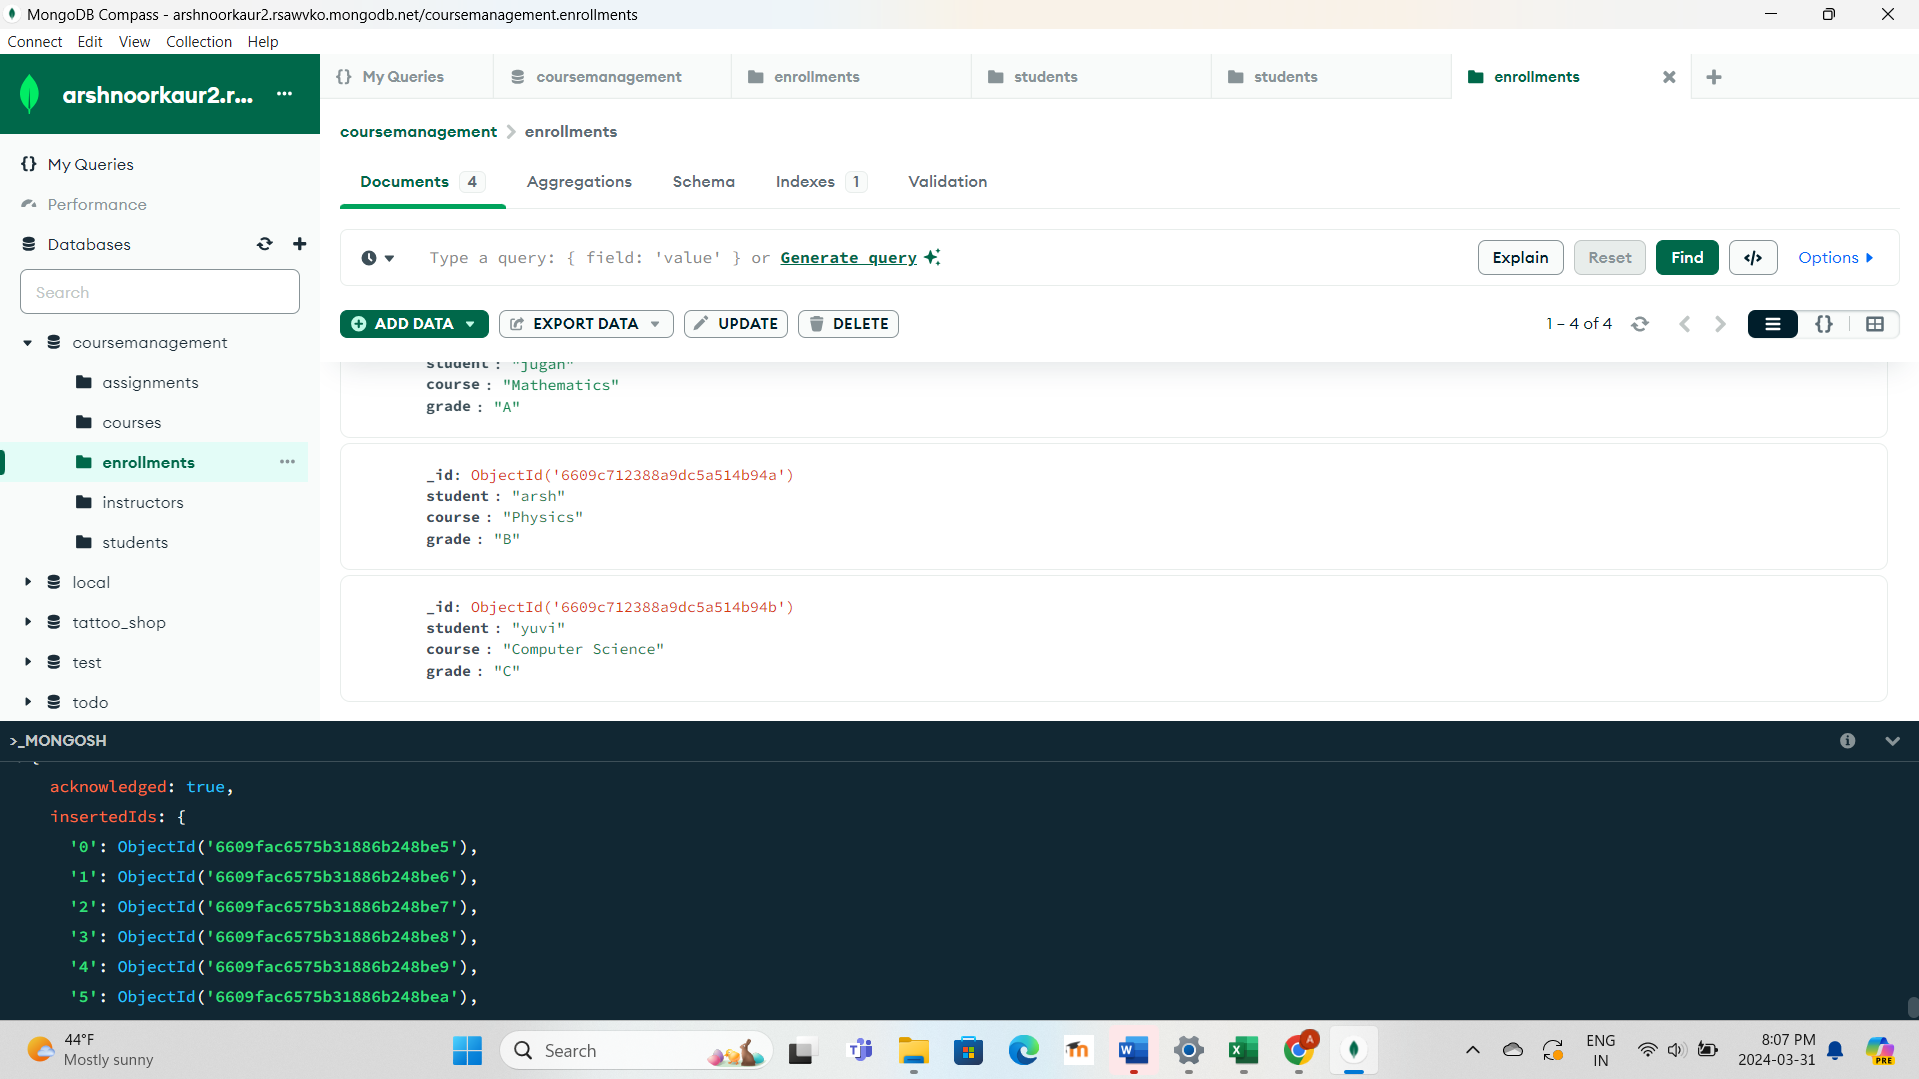 MongoDB Compass - arshnoorkaur2.rsawvko.mongodb.net/coursemanagement.enrollments
Connect Edit View Collection Help
arshnoorkaur2.r...
My Queries
Performance
Databases
Search
coursemanagement
assignments
courses
enrollments
instructors
students
local
tattoo_shop
test
todo
{} My Queries coursemanagement enrollments students students enrollments
coursemanagement > enrollments
Documents 4 Aggregations Schema Indexes 1 Validation
Type a query: { field: 'value' } or Generate query
Explain Reset Find </> Options
ADD DATA EXPORT DATA UPDATE DELETE
1 – 4 of 4 {}
student : "jugan"
course : "Mathematics"
grade : "A"
_id: ObjectId('6609c712388a9dc5a514b94a')
student : "arsh"
course : "Physics"
grade : "B"
_id: ObjectId('6609c712388a9dc5a514b94b')
student : "yuvi"
course : "Computer Science"
grade : "C"
>_MONGOSH
acknowledged: true,
insertedIds: {
'0': ObjectId('6609fac6575b31886b248be5'),
'1': ObjectId('6609fac6575b31886b248be6'),
'2': ObjectId('6609fac6575b31886b248be7'),
'3': ObjectId('6609fac6575b31886b248be8'),
'4': ObjectId('6609fac6575b31886b248be9'),
'5': ObjectId('6609fac6575b31886b248bea'),
44°F
Mostly sunny
Search
A
PRE
ENG
IN
8:07 PM
2024-03-31